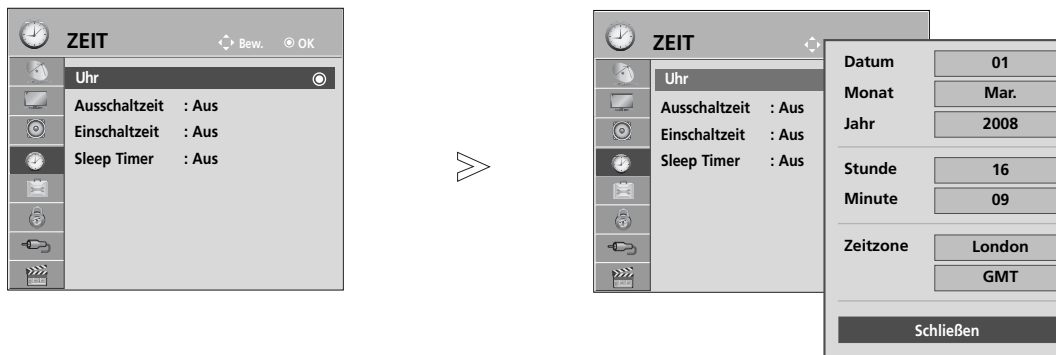 ZEIT Bew. OK
Uhr
Ausschaltzeit : Aus
Einschaltzeit : Aus
Sleep Timer : Aus
ZEIT
Uhr
Ausschaltzeit : Aus
Einschaltzeit : Aus
Sleep Timer : Aus
Datum 01
Monat Mar.
Jahr 2008
Stunde 16
Minute 09
Zeitzone London
GMT
Schließen